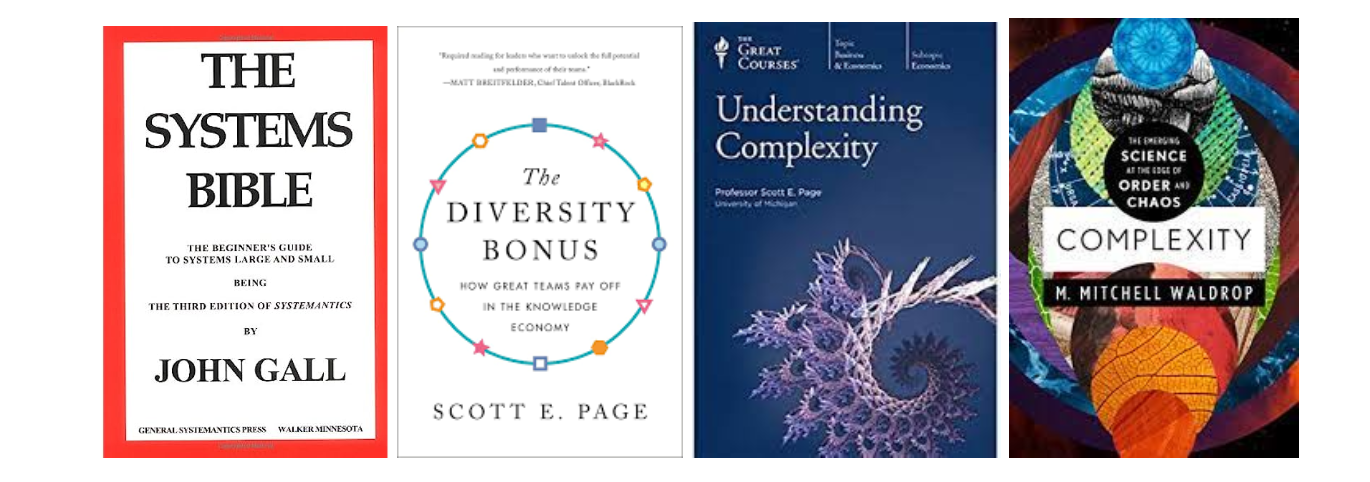 THE
SYSTEMS
BIBLE
THE BEGINNER'S GUIDE
TO SYSTEMS LARGE AND SMALL
BEING
THE THIRD EDITION OF SYSTEMANTICS
BY
JOHN GALL
GENERAL SYSTEMANTICS PRESS WALKER MINNESOTA
"Required reading for leaders who want to unlock the full potential
and performance of their teams."
—MATT BREITFELDER, Chief Talent Officer, BlackRock
The
DIVERSITY
BONUS
HOW GREAT TEAMS PAY OFF
IN THE KNOWLEDGE
ECONOMY
SCOTT E. PAGE
THE
GREAT
COURSES®
Topic
Business
& Economics
Subtopic
Economics
Understanding
Complexity
Professor Scott E. Page
University of Michigan
THE EMERGING
SCIENCE
AT THE EDGE OF
ORDER AND
CHAOS
COMPLEXITY
M. MITCHELL WALDROP